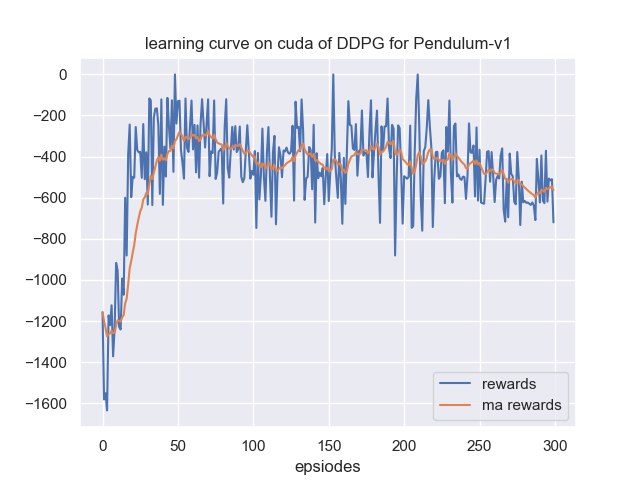 learning curve on cuda of DDPG for Pendulum-v1
0
−200
−400
−600
−800
−1000
−1200
−1400
−1600
0 50 100 150 200 250 300
epsiodes
rewards
ma rewards